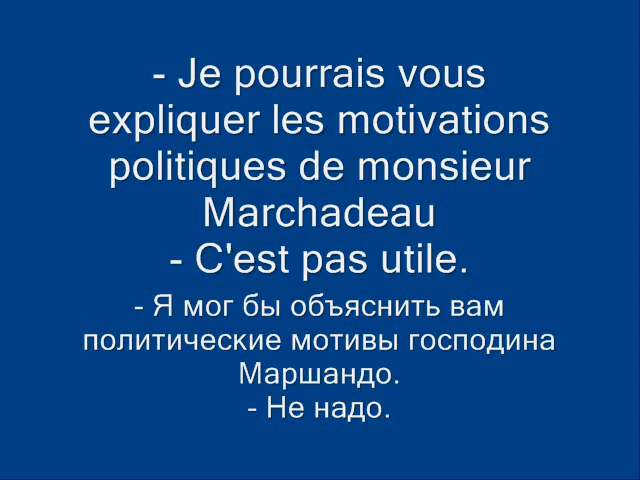 - Je pourrais vous
expliquer les motivations
politiques de monsieur
Marchadeau
- C'est pas utile.
- Я мог бы объяснить вам
политические мотивы господина
Маршандо.
- Не надо.